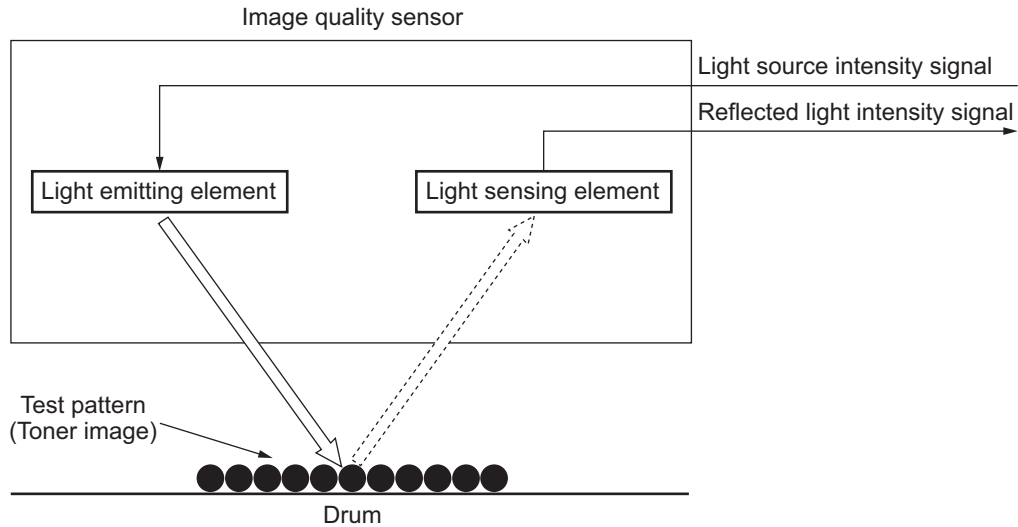 Image quality sensor
Light source intensity signal
Reflected light intensity signal
Light emitting element
Light sensing element
Test pattern
(Toner image)
Drum